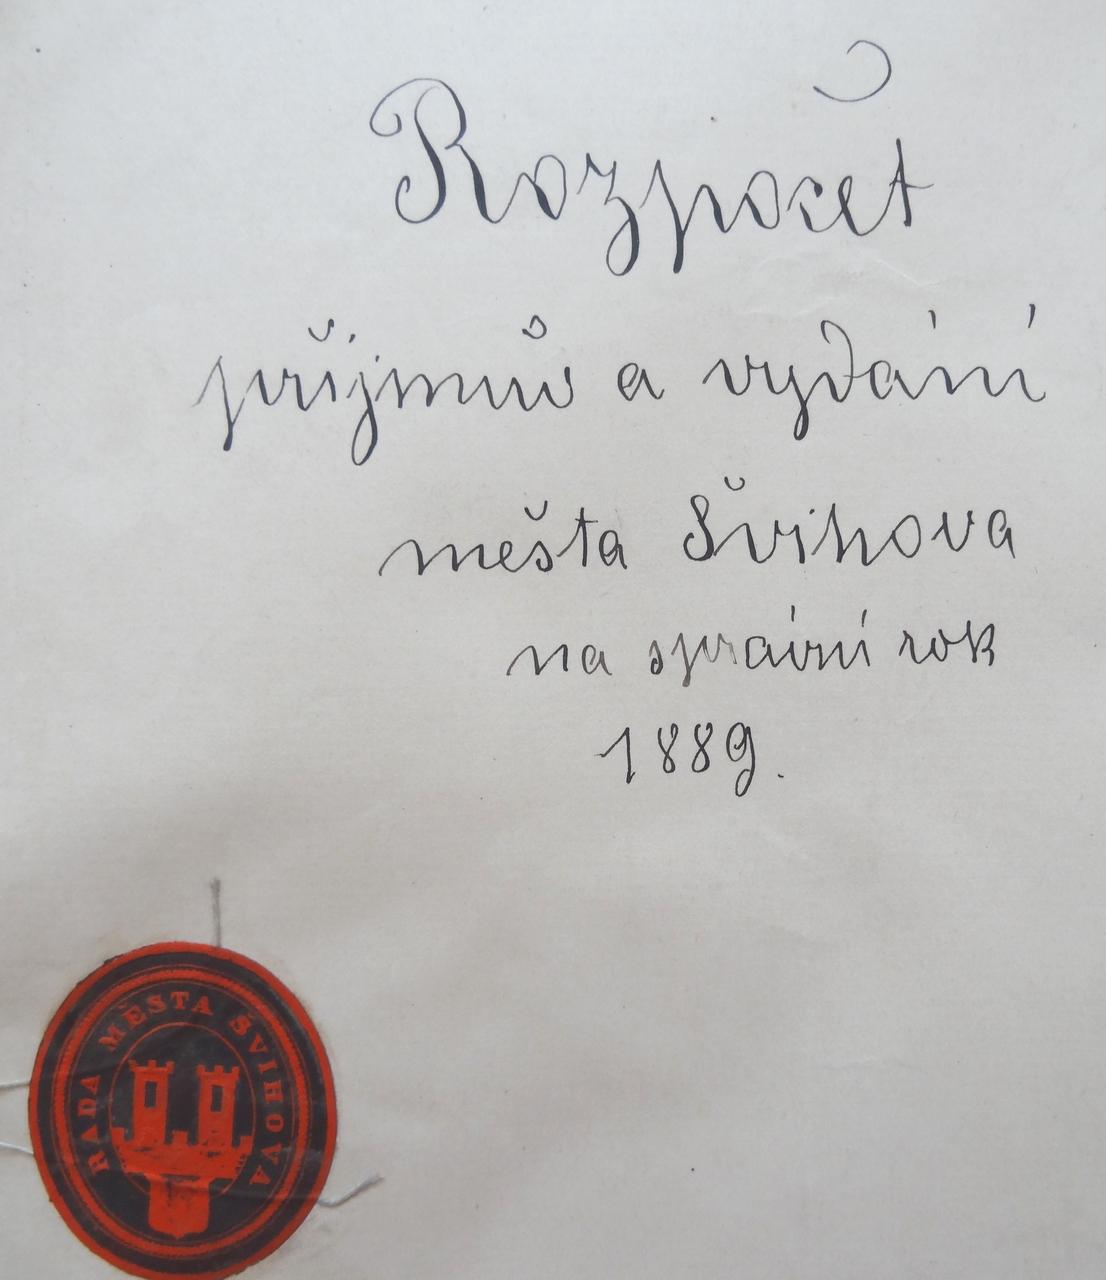 Rozpočet
příjmů a vydání
města Švihova
na správní rok
1889.
RADA MĚSTA ŠVIHOVA